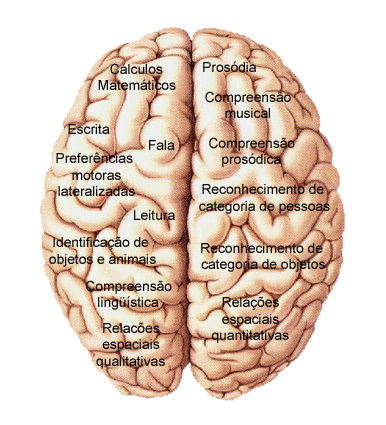 Cálculos
Matemáticos
Escrita
Fala
Preferências
motoras
lateralizadas
Leitura
Identificação de
objetos e animais
Compreensão
lingüística
Relacões
espaciais
qualitativas
Prosódia
Compreensão
musical
Compreensão
prosódica
Reconhecimento de
categoria de pessoas
Reconhecimento de
categoria de objetos
Relações
espaciais
quantitativas